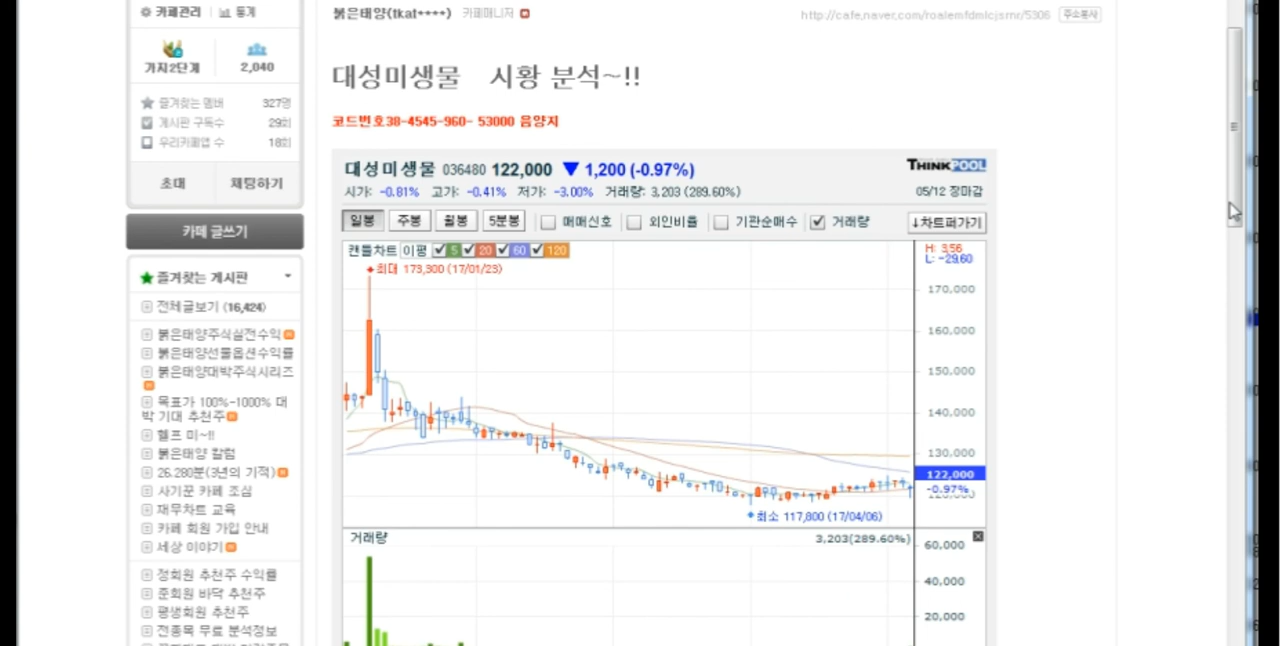 카페관리 통계
가지2단계 2,040
즐겨찾는 멤버 327명
게시판 구독수 29회
우리카페앱 수 18회
초대 채팅하기
카페 글쓰기
즐겨찾는 게시판
전체글보기 (16,424)
붉은태양주식실전수익
붉은태양선물옵션수익률
붉은태양대박주식시리즈
목표가 100%-1000% 대
박 기대 추천주
헬프 미~!!
붉은태양 칼럼
26.280분(3년의 기적)
사기꾼 카페 조심
재무차트 교육
카페 회원 가입 안내
세상 이야기
정회원 추천주 수익률
준회원 바닥 추천주
평생회원 추천주
전종목 무료 분석정보
붉은태양(tkat****) 카페매니저
http://cafe.naver.com/roalemfdmlcjsrnr/5306 주소복사
대성미생물 시황 분석~!!
코드번호38-4545-960- 53000 음양지
대성미생물 036480 122,000 ▼ 1,200 (-0.97%) THINKPOOL
시가: -0.81% 고가: -0.41% 저가: -3.00% 거래량: 3,203 (289.60%) 05/12 장마감
일봉 주봉 월봉 5분봉 매매신호 외인비율 기관순매수 거래량 ↓차트퍼가기
캔들차트 이평 5 20 60 120
H: 3.56
L: -29.60
최대 173,300 (17/01/23)
170,000
160,000
150,000
140,000
130,000
122,000
-0.97%
최소 117,800 (17/04/06)
거래량 3,203(289.60%)
60,000
40,000
20,000